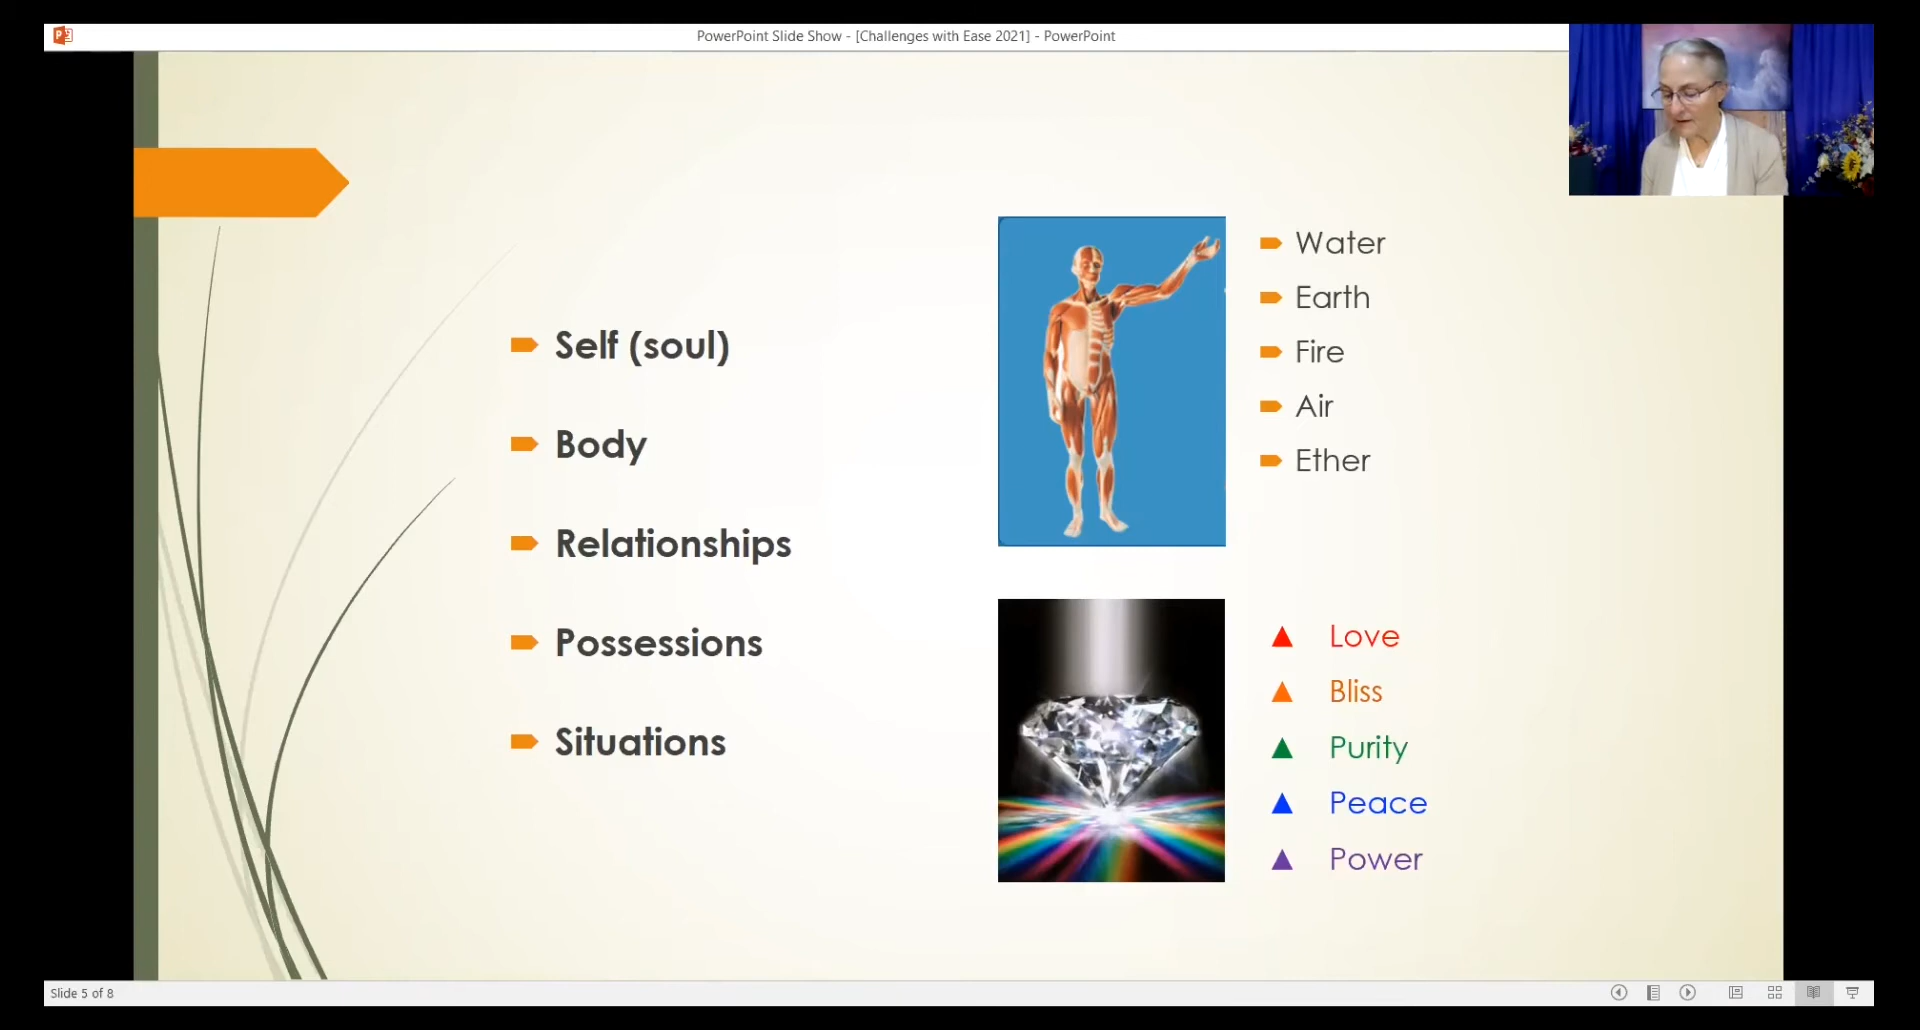 PowerPoint Slide Show - [Challenges with Ease 2021] - PowerPoint
Self (soul)
Body
Relationships
Possessions
Situations
Water
Earth
Fire
Air
Ether
Love
Bliss
Purity
Peace
Power
Slide 5 of 8